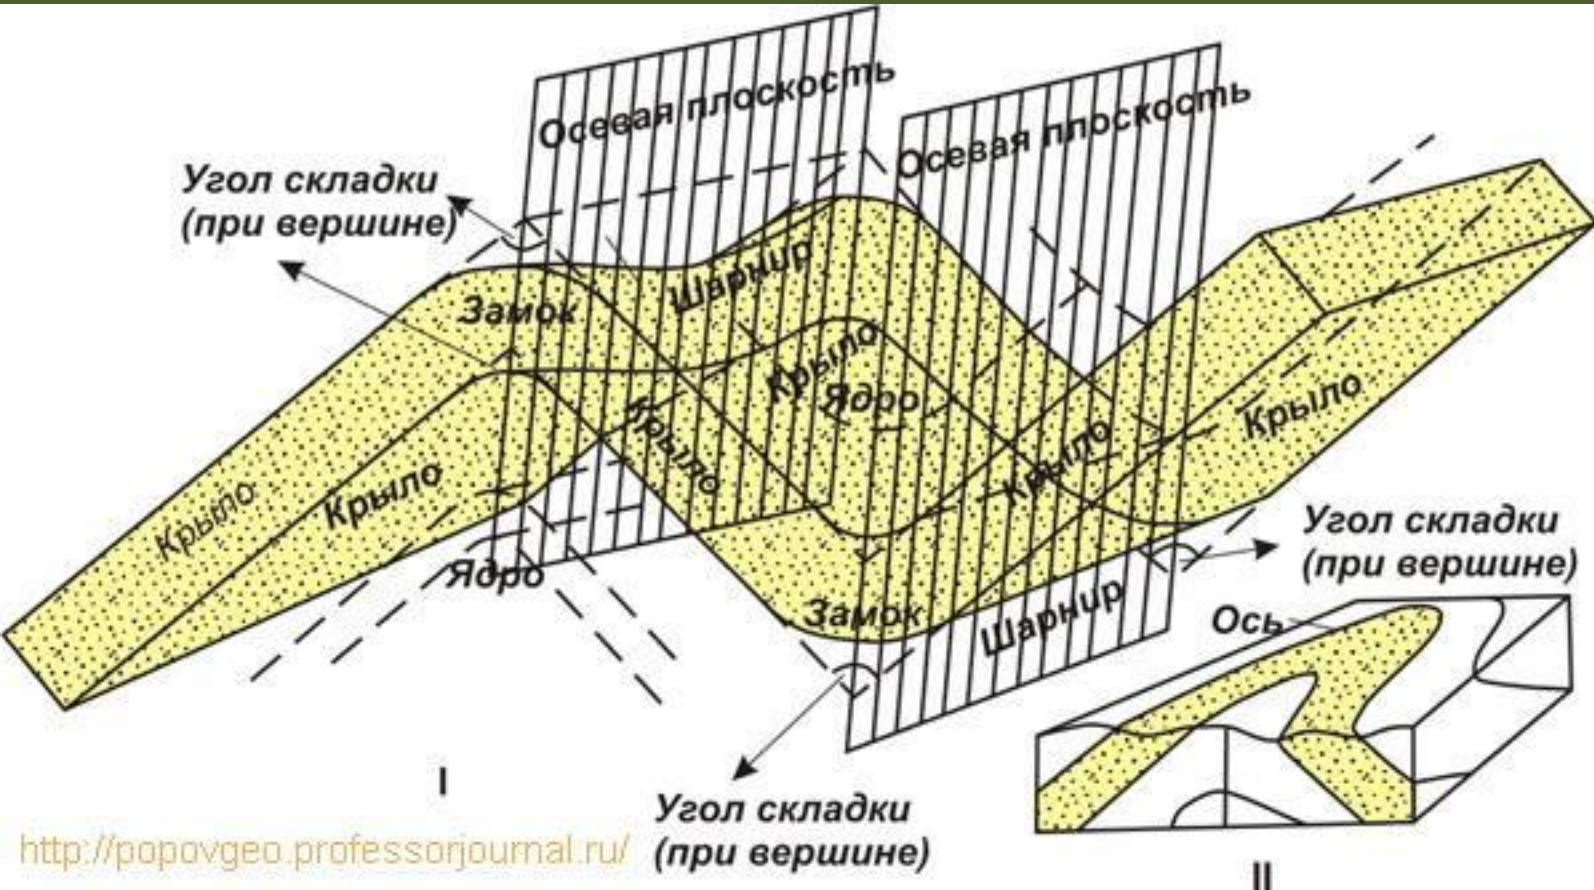 Осевая плоскость
Осевая плоскость
Угол складки
(при вершине)
Шарнир
Замок
Крыло
Ядро
Крыло
Крыло
Крыло
Крыло
Крыло
Угол складки
(при вершине)
Ядро
Замок
Шарнир
Ось
I
Угол складки
(при вершине)
http://popovgeo.professorjournal.ru/
II